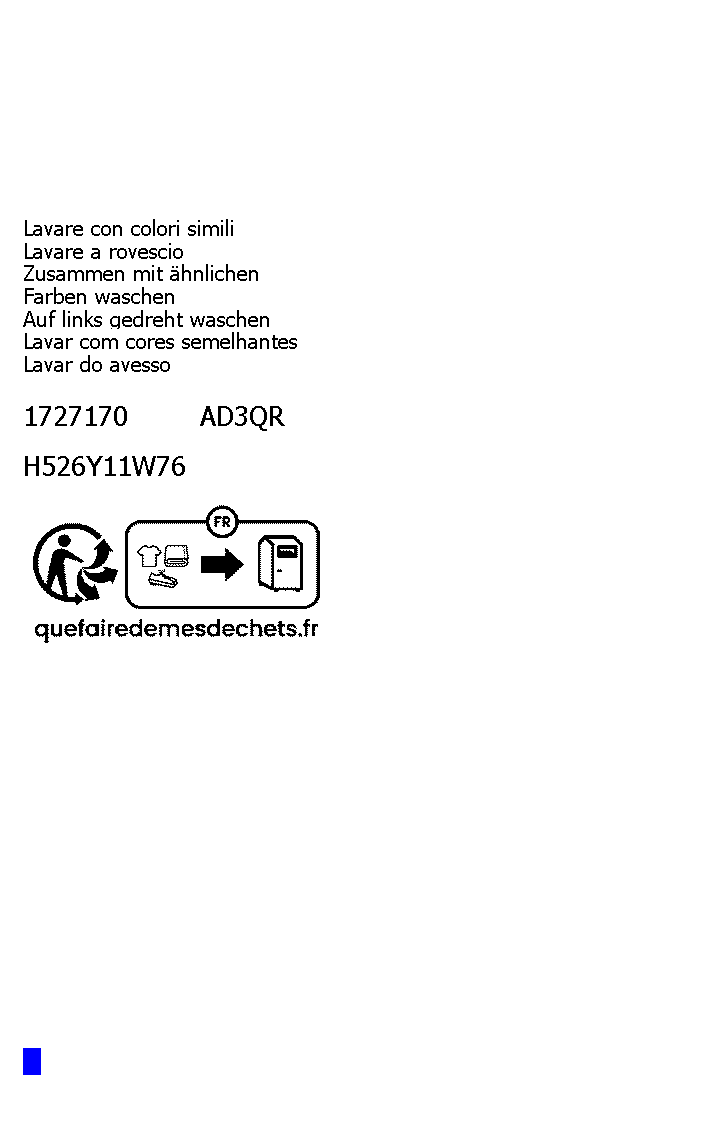 Lavare con colori simili
Lavare a rovescio
Zusammen mit ähnlichen
Farben waschen
Auf links gedreht waschen
Lavar com cores semelhantes
Lavar do avesso
1727170 AD3QR
H526Y11W76
FR
quefairedemesdechets.fr